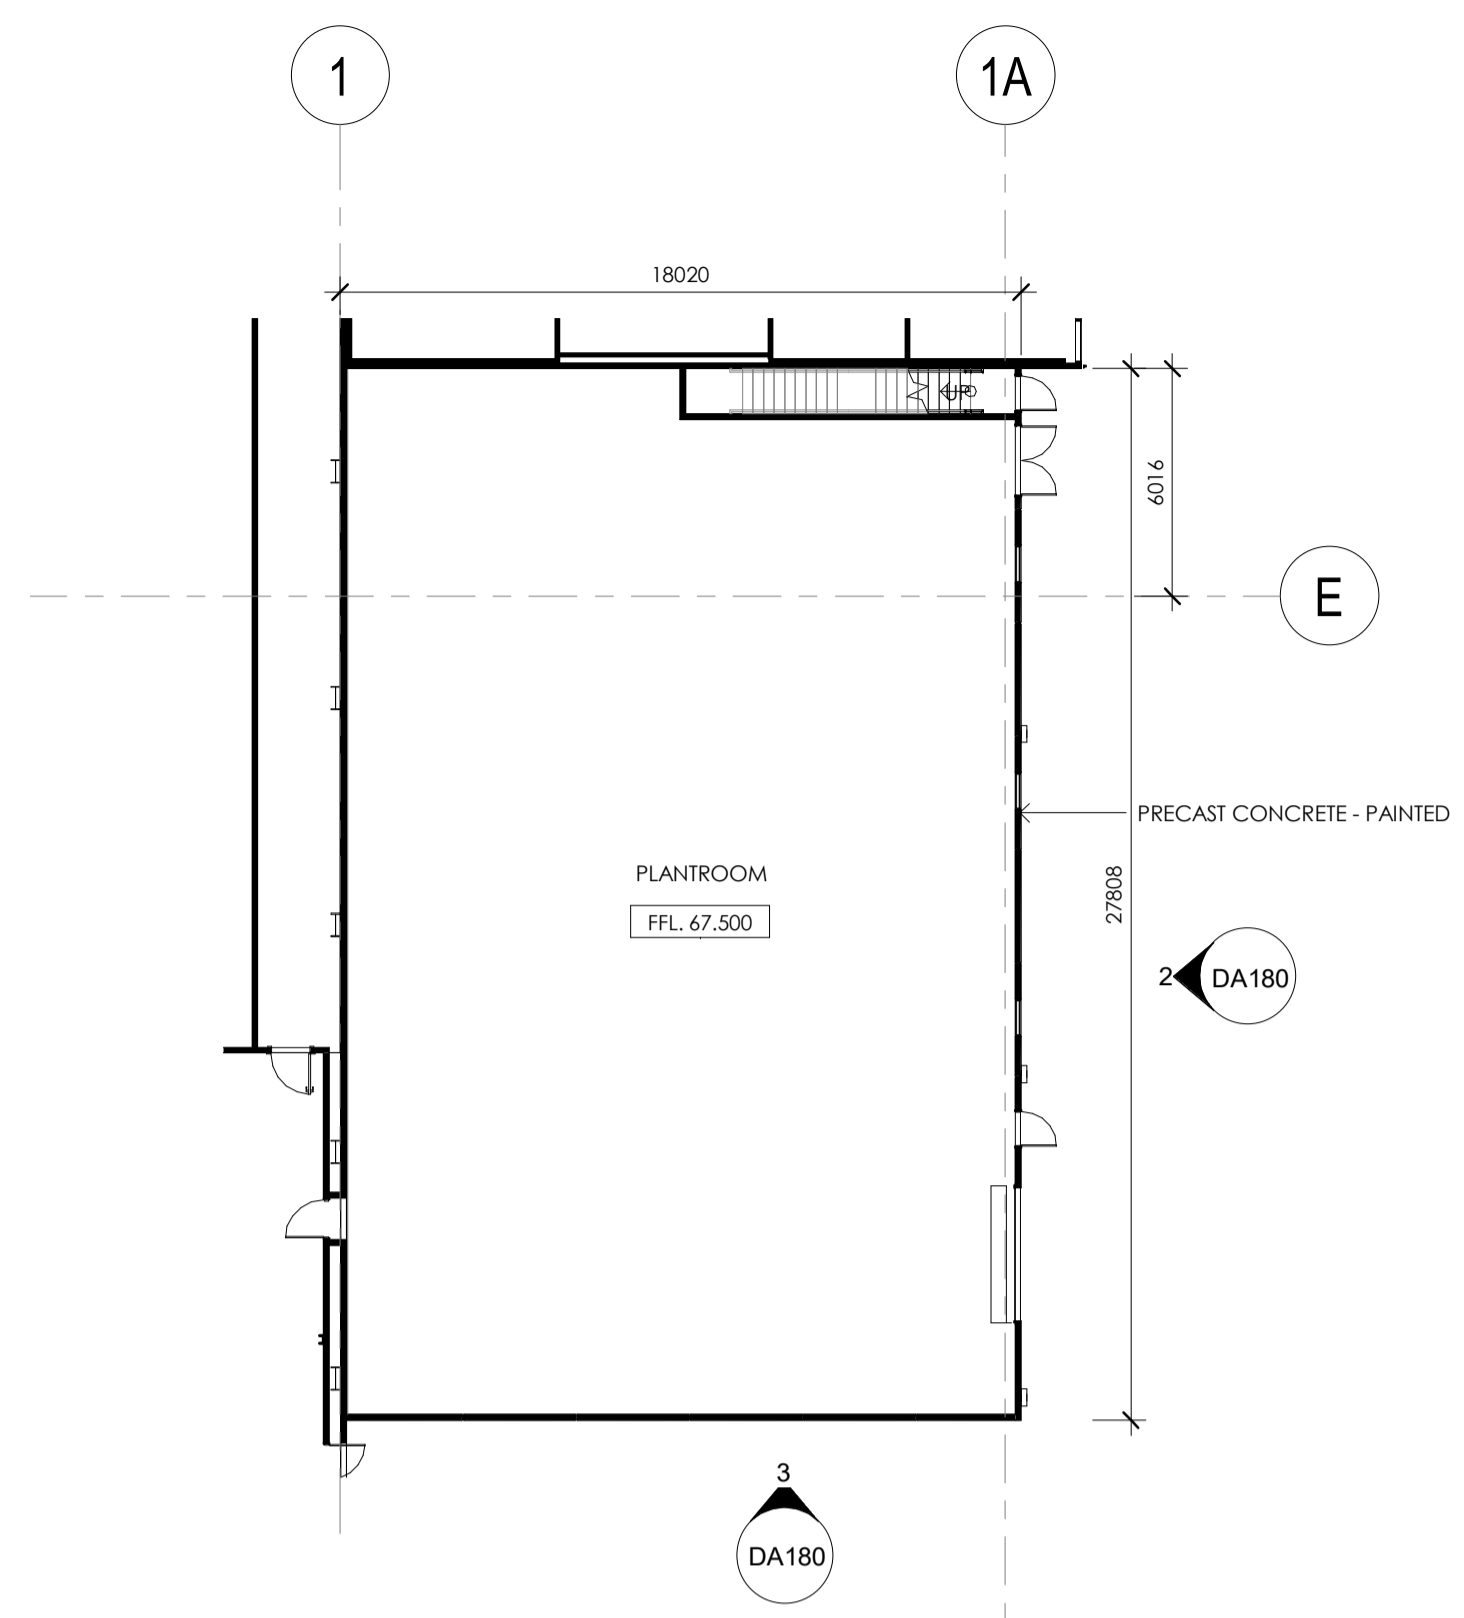 1
1A
18020
UP
6016
E
PRECAST CONCRETE - PAINTED
PLANTROOM
27808
FFL. 67.500
2
DA180
3
DA180